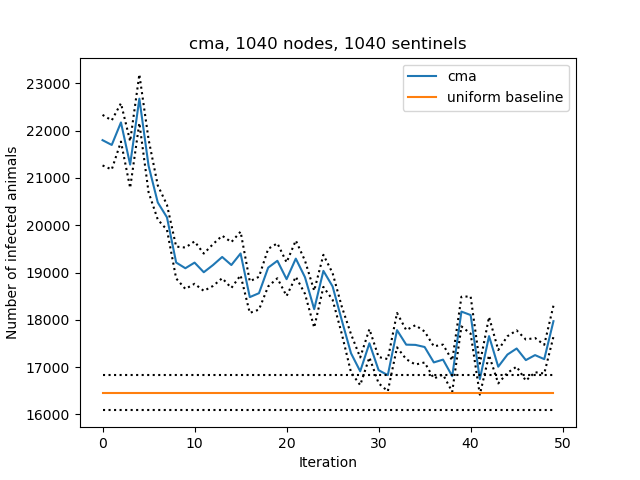 cma, 1040 nodes, 1040 sentinels
cma
uniform baseline
Number of infected animals
23000
22000
21000
20000
19000
18000
17000
16000
0 10 20 30 40 50
Iteration